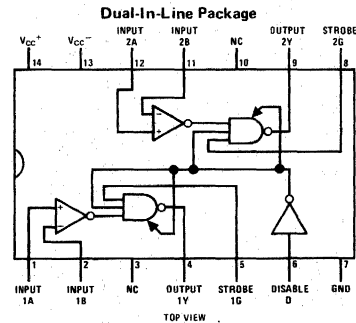 Dual-In-Line Package
VCC+ VCC− INPUT 2A INPUT 2B NC OUTPUT 2Y STROBE 2G
14 13 12 11 10 9 8
−
+
+
−
1 2 3 4 5 6 7
INPUT 1A INPUT 1B NC OUTPUT 1Y STROBE 1G DISABLE D GND
TOP VIEW